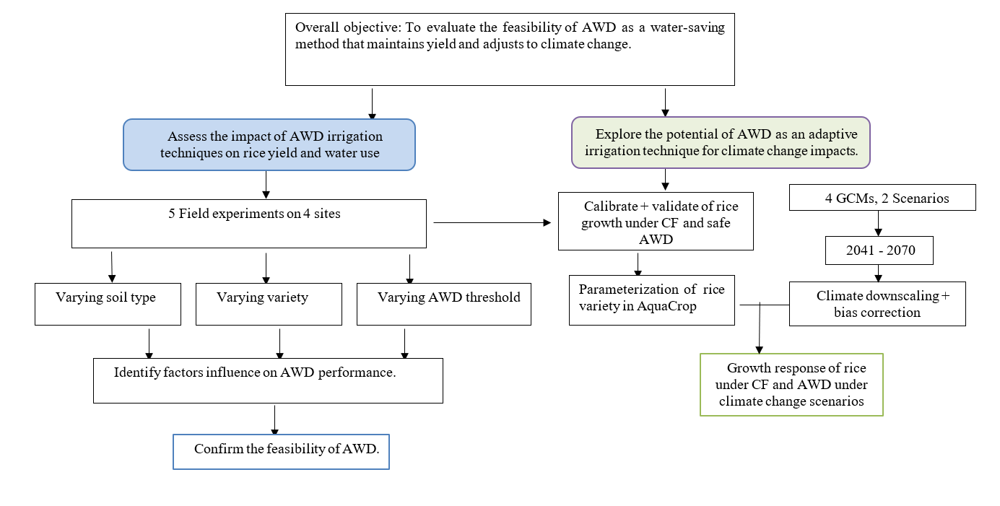 Overall objective: To evaluate the feasibility of AWD as a water-saving
method that maintains yield and adjusts to climate change.
Assess the impact of AWD irrigation
techniques on rice yield and water use
Explore the potential of AWD as an adaptive
irrigation technique for climate change impacts.
5 Field experiments on 4 sites
Calibrate + validate of rice
growth under CF and safe
AWD
4 GCMs, 2 Scenarios
2041 - 2070
Varying soil type
Varying variety
Varying AWD threshold
Parameterization of rice
variety in AquaCrop
Climate downscaling +
bias correction
Identify factors influence on AWD performance.
Growth response of rice
under CF and AWD under
climate change scenarios
Confirm the feasibility of AWD.